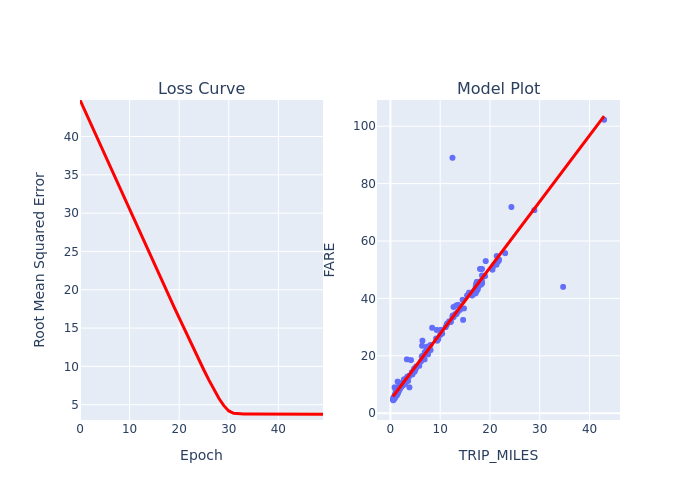 Loss Curve
Root Mean Squared Error
40
35
30
25
20
15
10
5
0 10 20 30 40
Epoch
Model Plot
FARE
100
80
60
40
20
0
0 10 20 30 40
TRIP_MILES